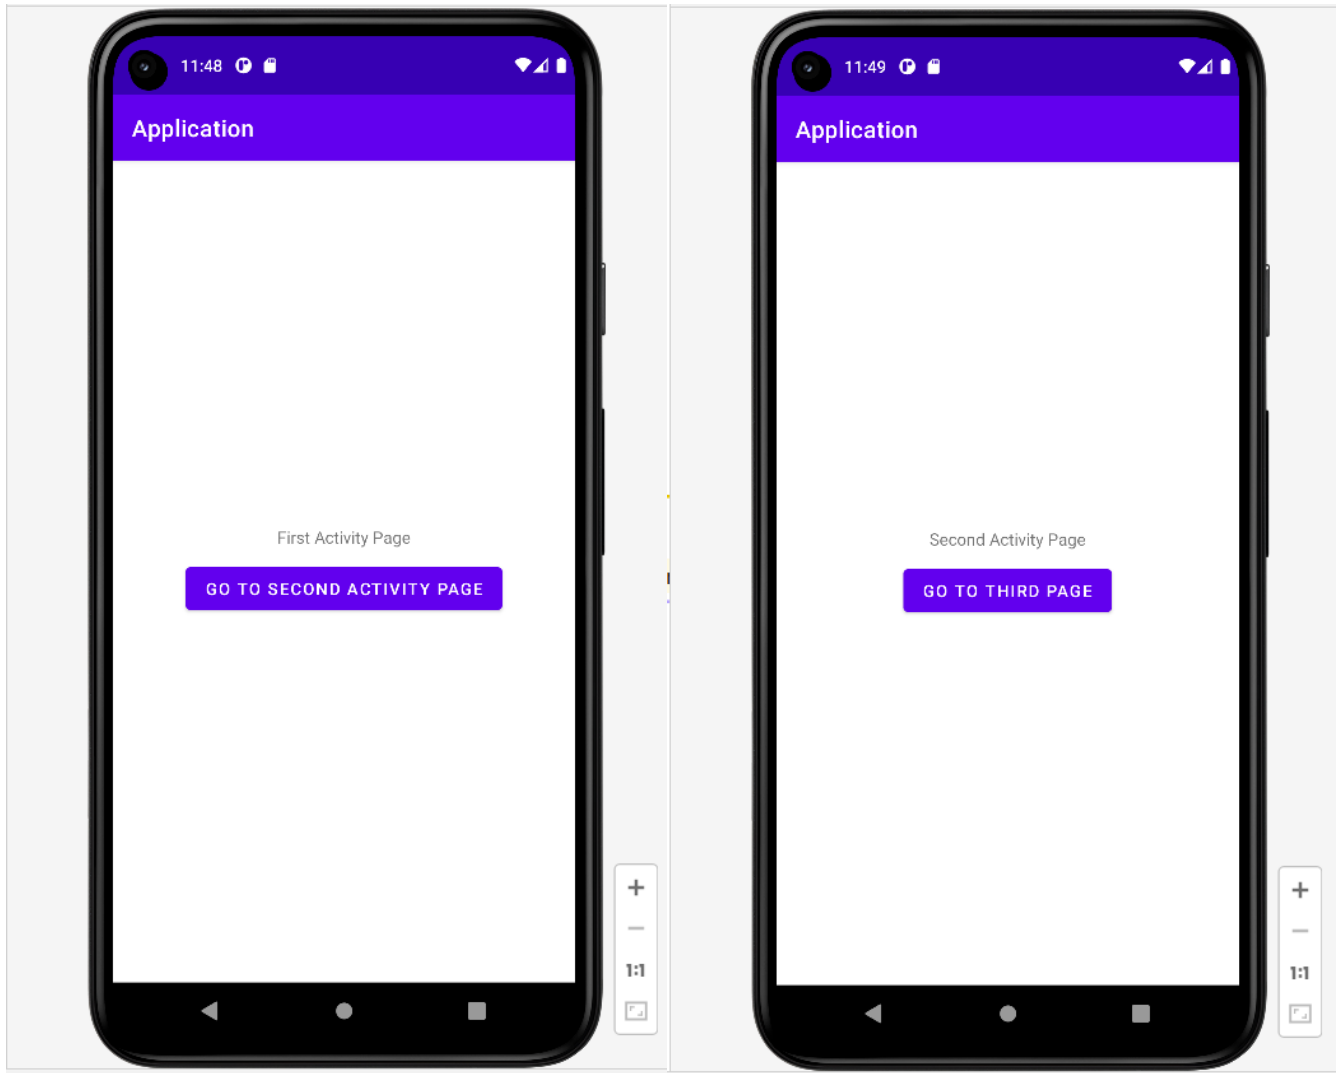 11:48
Application
First Activity Page
GO TO SECOND ACTIVITY PAGE
1:1
11:49
Application
Second Activity Page
GO TO THIRD PAGE
1:1